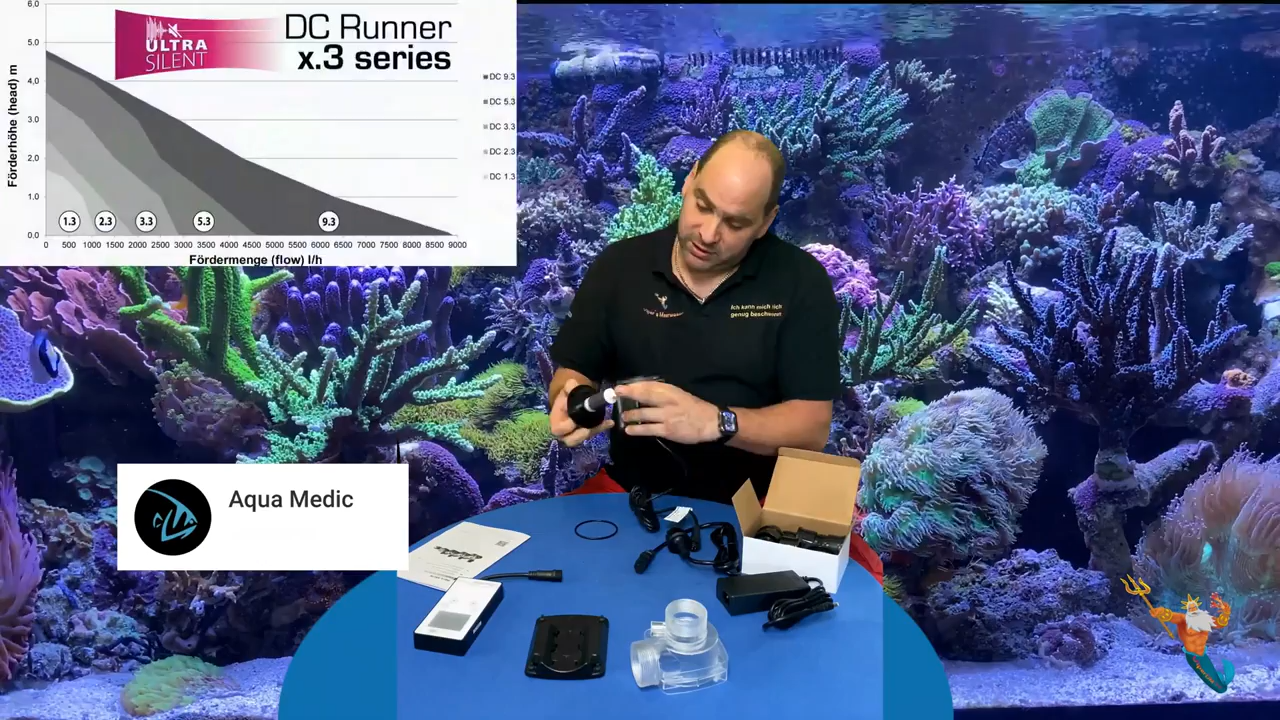 6.0
5.0
4,0
3.0
2,0
1.0
0.0
Förderhöhe (head) m
ULTRA
SILENT
DC Runner
x.3 series
DC 9.3
DC 5.3
DC 3.3
DC 2.3
DC 1.3
1.3 2.3 3.3 5.3 9.3
0 500 1000 1500 2000 2500 3000 3500 4000 4500 5000 5500 6000 6500 7000 7500 8000 8500 9000
Fördermenge (flow) l/h
Ich kann mich nich
genug beschweren
Aqua Medic